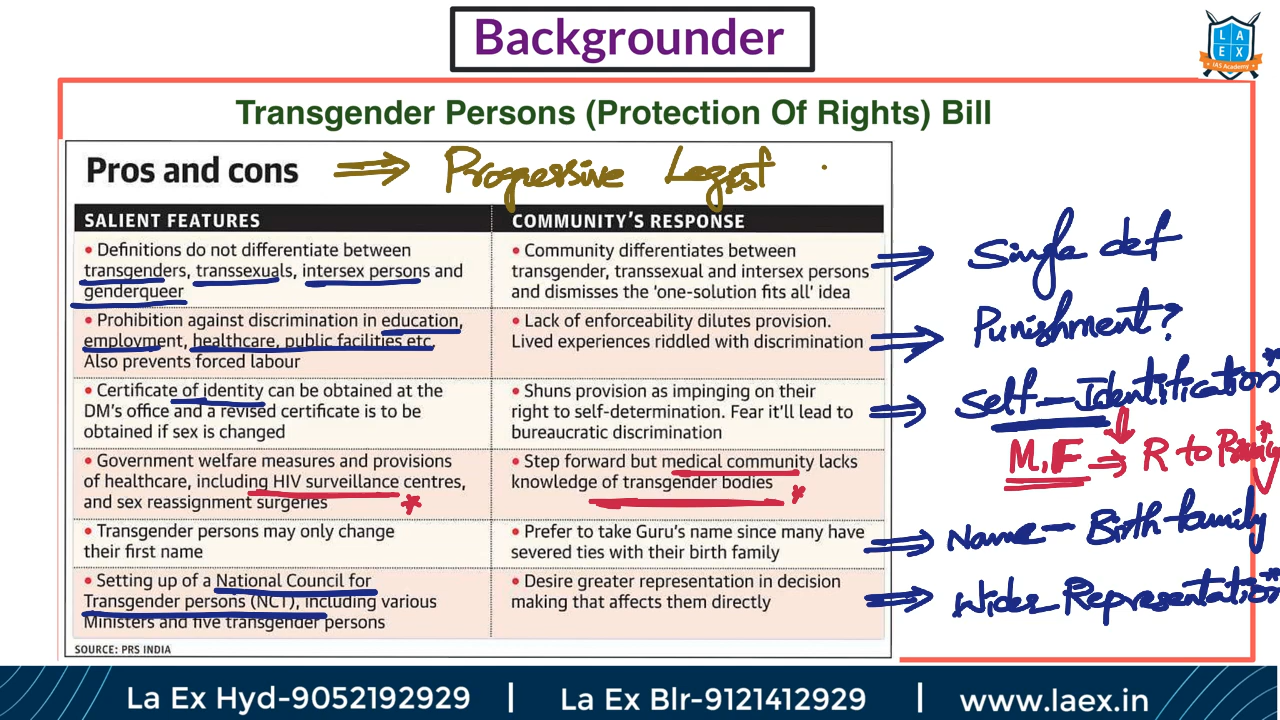 Backgrounder
L A
E X
IAS Academy
Transgender Persons (Protection Of Rights) Bill
Pros and cons ⇒ Progressive Legist
SALIENT FEATURES
COMMUNITY'S RESPONSE
• Definitions do not differentiate between
transgenders, transsexuals, intersex persons and
genderqueer
• Community differentiates between
transgender, transsexual and intersex persons
and dismisses the 'one-solution fits all' idea
⇒ Single def
• Prohibition against discrimination in education,
employment, healthcare, public facilities etc.
Also prevents forced labour
• Lack of enforceability dilutes provision.
Lived experiences riddled with discrimination
⇒ Punishment?
• Certificate of identity can be obtained at the
DM's office and a revised certificate is to be
obtained if sex is changed
• Shuns provision as impinging on their
right to self-determination. Fear it'll lead to
bureaucratic discrimination
⇒ Self-Identification*
M, F ⇒ R to
• Government welfare measures and provisions
of healthcare, including HIV surveillance centres,
and sex reassignment surgeries *
• Step forward but medical community lacks
knowledge of transgender bodies *
• Transgender persons may only change
their first name
• Prefer to take Guru's name since many have
severed ties with their birth family
⇒ Name - Birth family
• Setting up of a National Council for
Transgender persons (NCT), including various
Ministers and five transgender persons
• Desire greater representation in decision
making that affects them directly
⇒ Wider Representation*
SOURCE: PRS INDIA
La Ex Hyd-9052192929 | La Ex Blr-9121412929 | www.laex.in